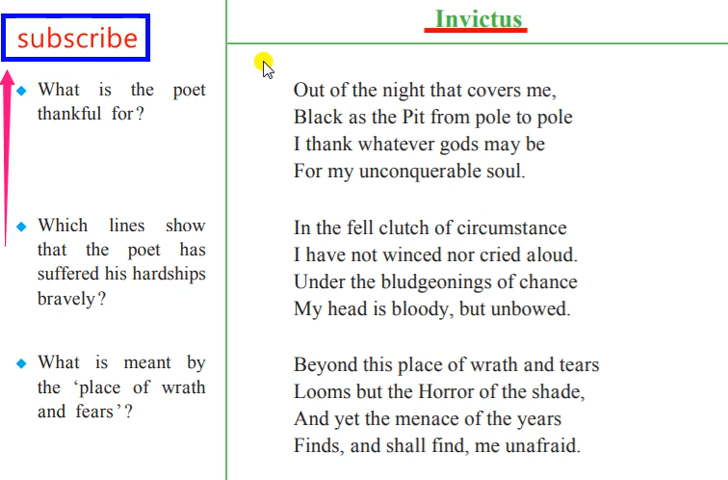 subscribe
Invictus
What is the poet
thankful for?
Which lines show
that the poet has
suffered his hardships
bravely?
What is meant by
the ‘place of wrath
and fears’?
Out of the night that covers me,
Black as the Pit from pole to pole
I thank whatever gods may be
For my unconquerable soul.
In the fell clutch of circumstance
I have not winced nor cried aloud.
Under the bludgeonings of chance
My head is bloody, but unbowed.
Beyond this place of wrath and tears
Looms but the Horror of the shade,
And yet the menace of the years
Finds, and shall find, me unafraid.